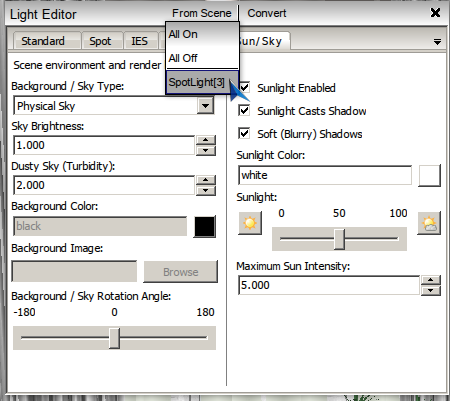 Light Editor From Scene Convert
All On
All Off
SpotLight[3]
Standard Spot IES Sun/Sky
Scene environment and render
Background / Sky Type:
Physical Sky
Sky Brightness:
1.000
Dusty Sky (Turbidity):
2.000
Background Color:
black
Background Image:
Browse
Background / Sky Rotation Angle:
-180 0 180
Sunlight Enabled
Sunlight Casts Shadow
Soft (Blurry) Shadows
Sunlight Color:
white
Sunlight:
0 50 100
Maximum Sun Intensity:
5.000